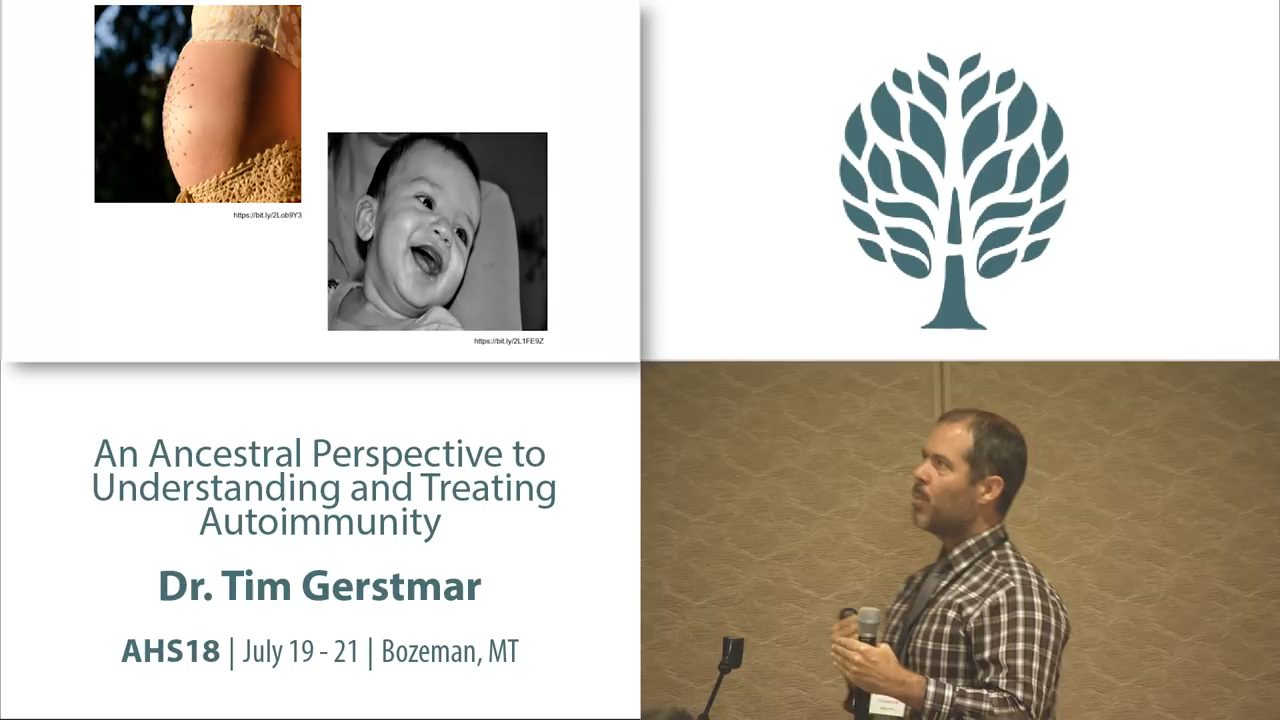 https://bit.ly/2Lob9Y3
https://bit.ly/2L1FE9Z
An Ancestral Perspective to
Understanding and Treating
Autoimmunity
Dr. Tim Gerstmar
AHS18 | July 19 - 21 | Bozeman, MT